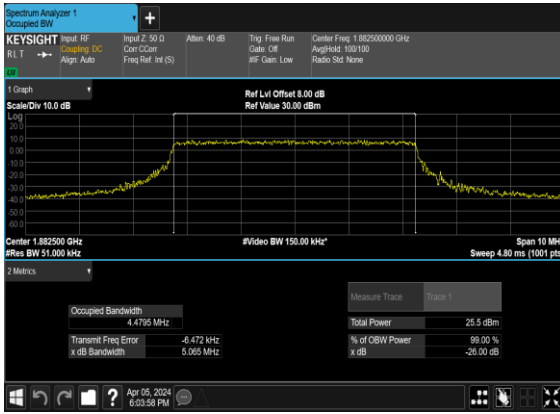 Spectrum Analyzer 1
Occupied BW
+
KEYSIGHT Input: RF Input Z: 50 Ω Atten: 40 dB Trig: Free Run Center Freq: 1.882500000 GHz
RLT Coupling: DC Corr CCorr Gate: Off Avg|Hold: 100/100
Align: Auto Freq Ref: Int (S) #IF Gain: Low Radio Std: None
1 Graph
Ref Lvl Offset 8.00 dB
Scale/Div 10.0 dB Ref Value 30.00 dBm
Log
20.0
10.0
0.00
-10.0
-20.0
-30.0
-40.0
-50.0
-60.0
Center 1.882500 GHz #Video BW 150.00 kHz* Span 10 MH
#Res BW 51.000 kHz Sweep 4.80 ms (1001 pts
2 Metrics
Measure Trace Trace 1
Occupied Bandwidth
4.4795 MHz Total Power 25.5 dBm
Transmit Freq Error -6.472 kHz % of OBW Power 99.00 %
x dB Bandwidth 5.065 MHz x dB -26.00 dB
? Apr 05, 2024
6:03:58 PM